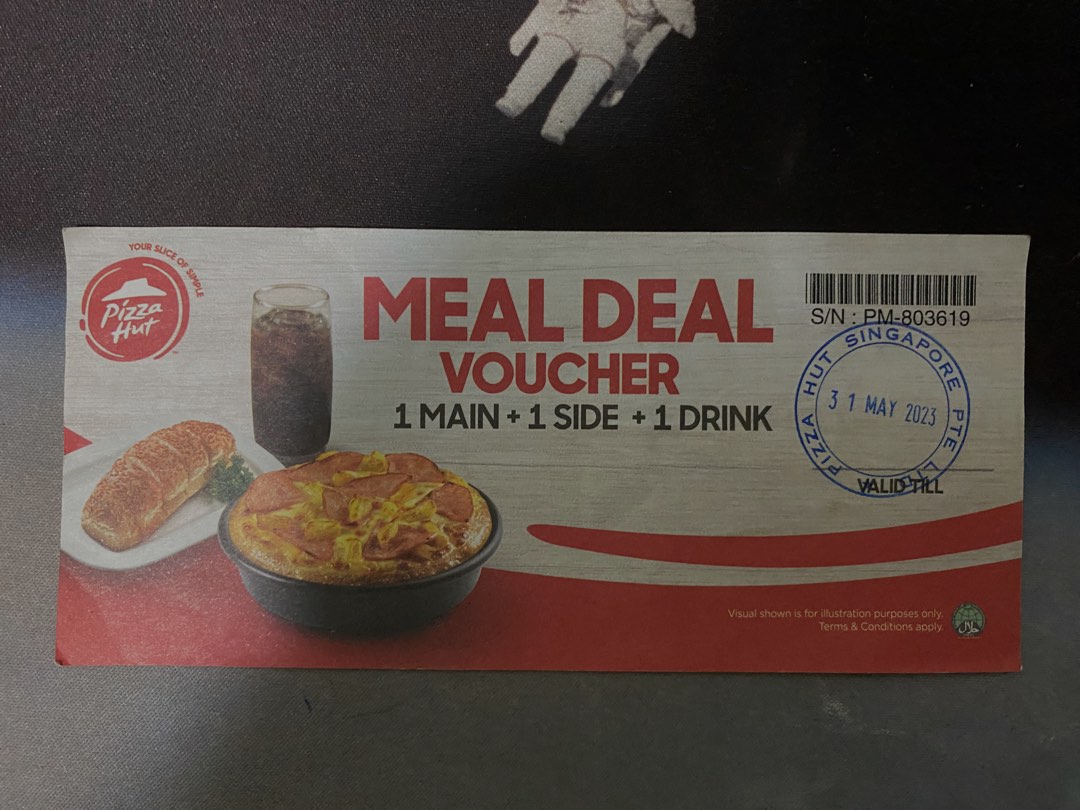 YOUR SLICE OF SIMPLE
Pizza
Hut
MEAL DEAL
VOUCHER
1 MAIN + 1 SIDE + 1 DRINK
S/N : PM-803619
PIZZA HUT SINGAPORE PTE LTD
31 MAY 2023
VALID TILL
Visual shown is for illustration purposes only.
Terms & Conditions apply.
حلال